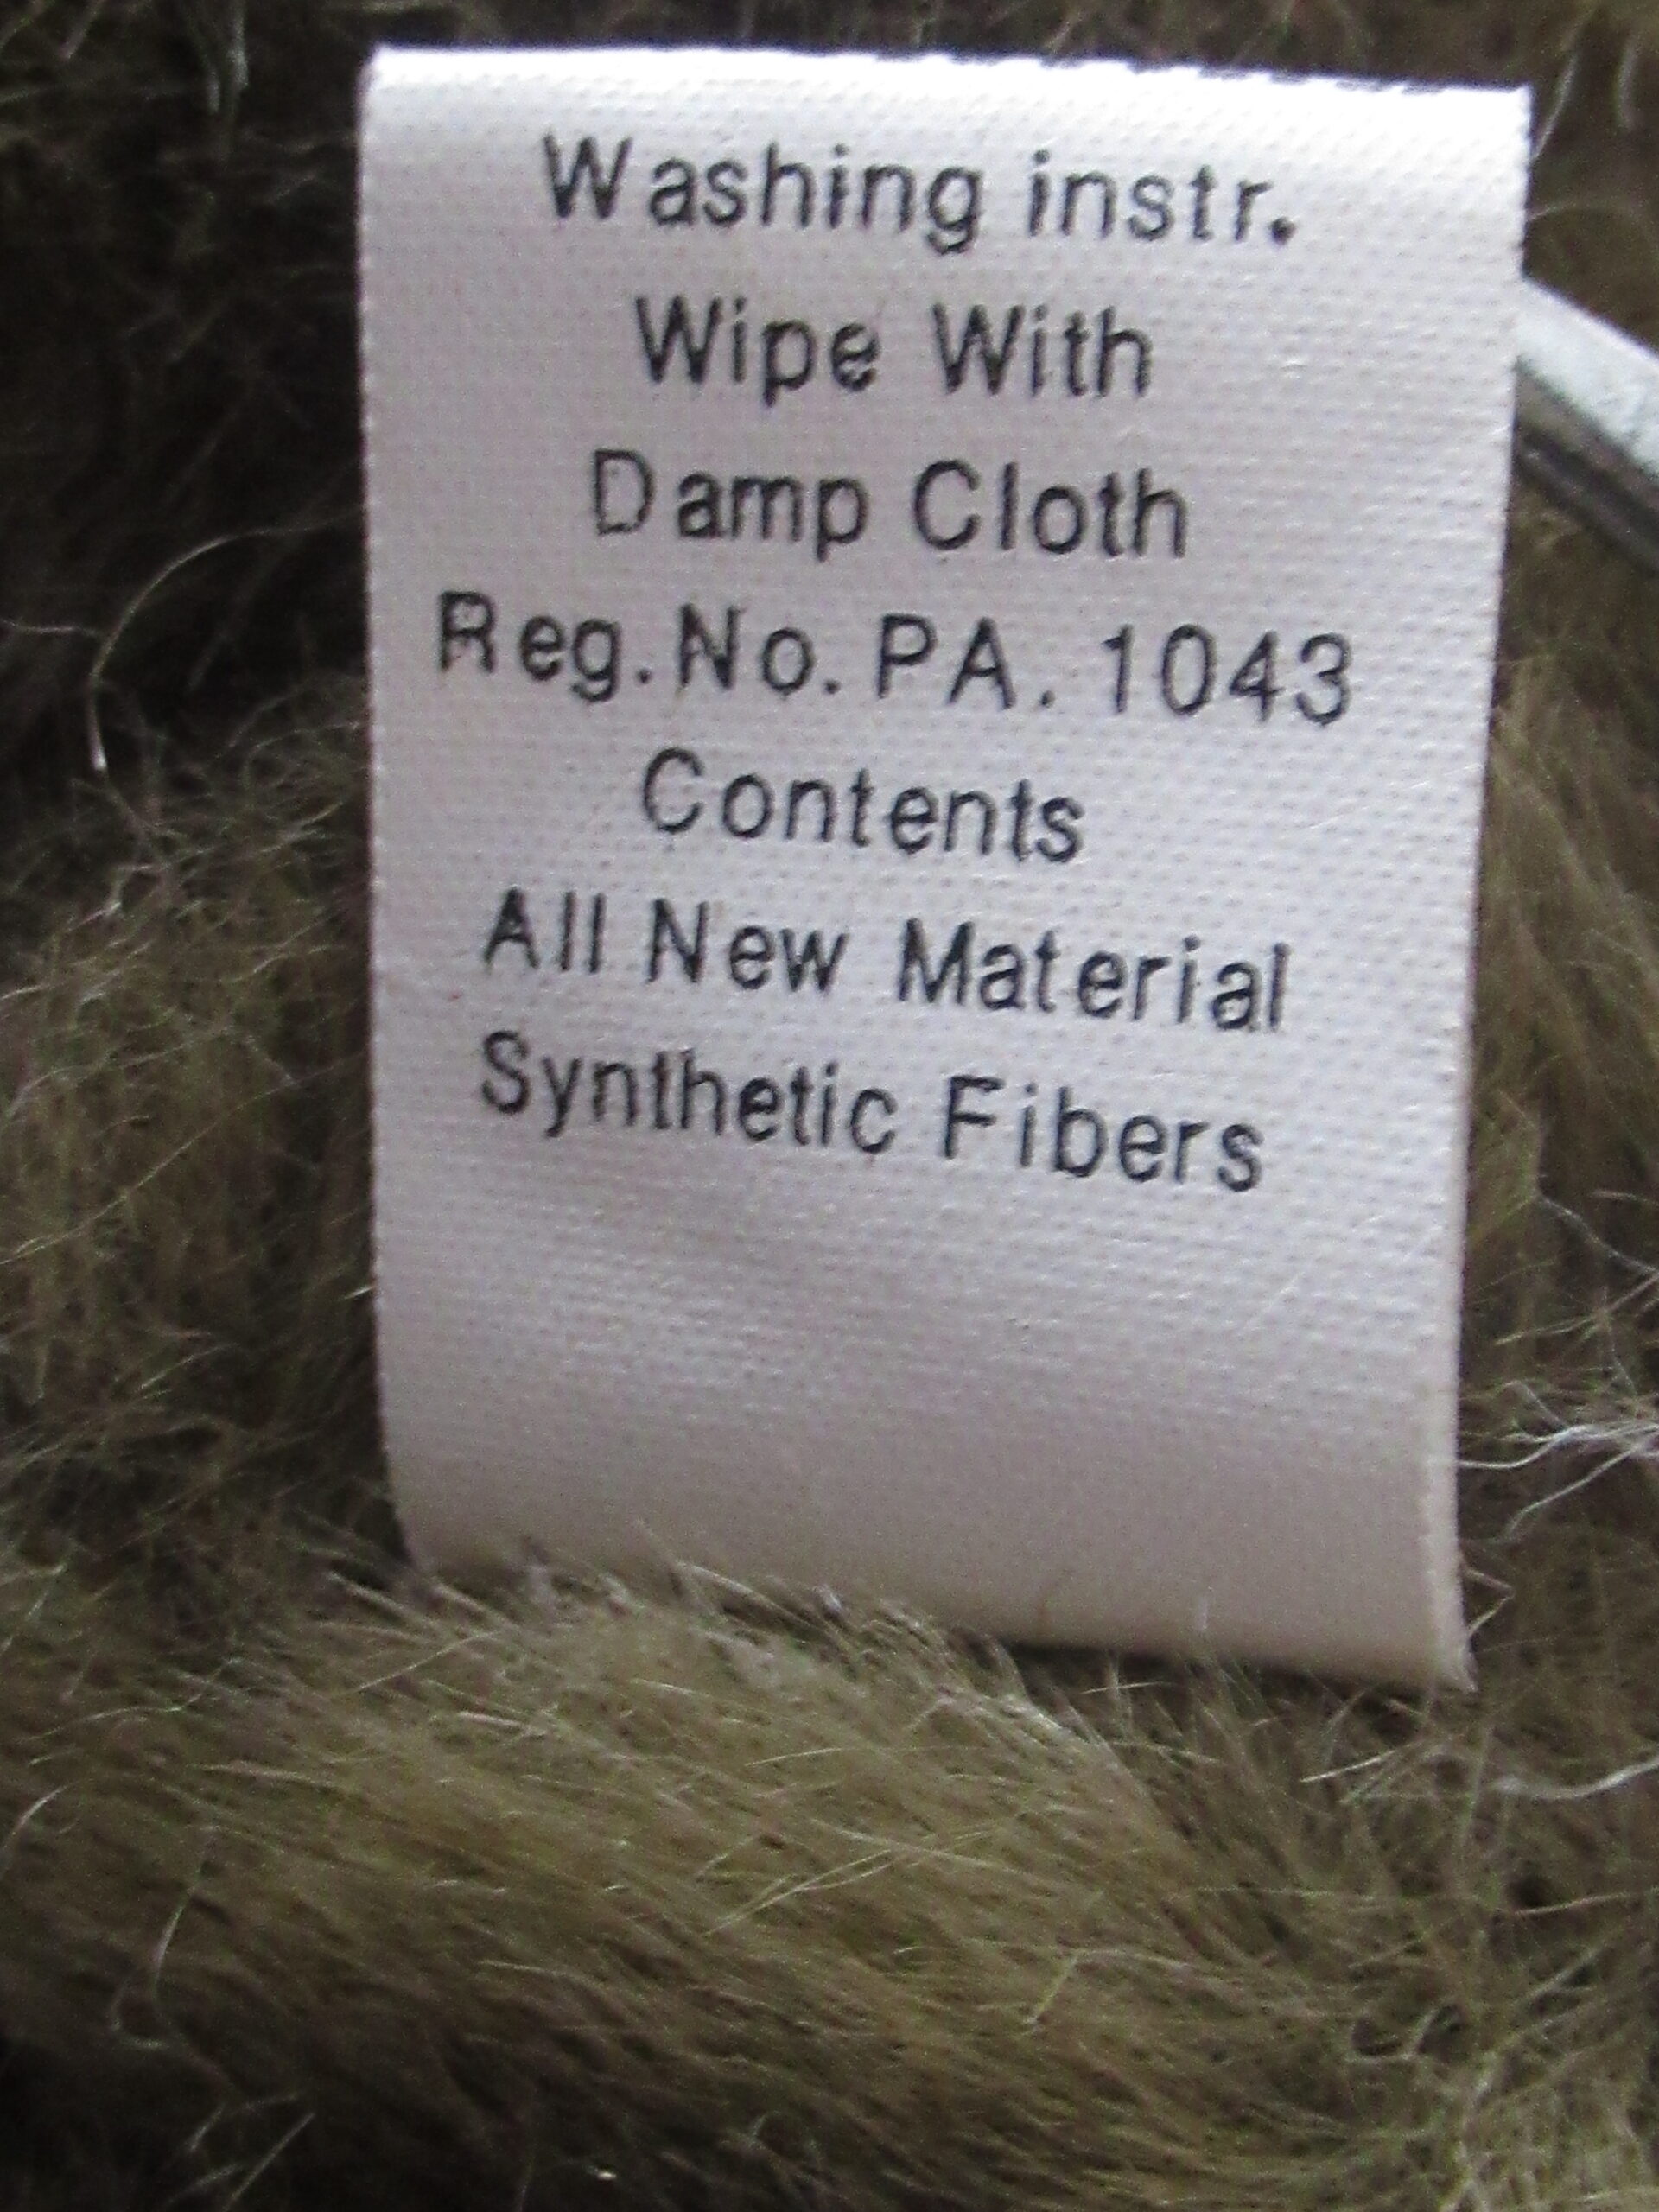 Washing instr.
Wipe With
Damp Cloth
Reg. No. PA. 1043
Contents
All New Material
Synthetic Fibers